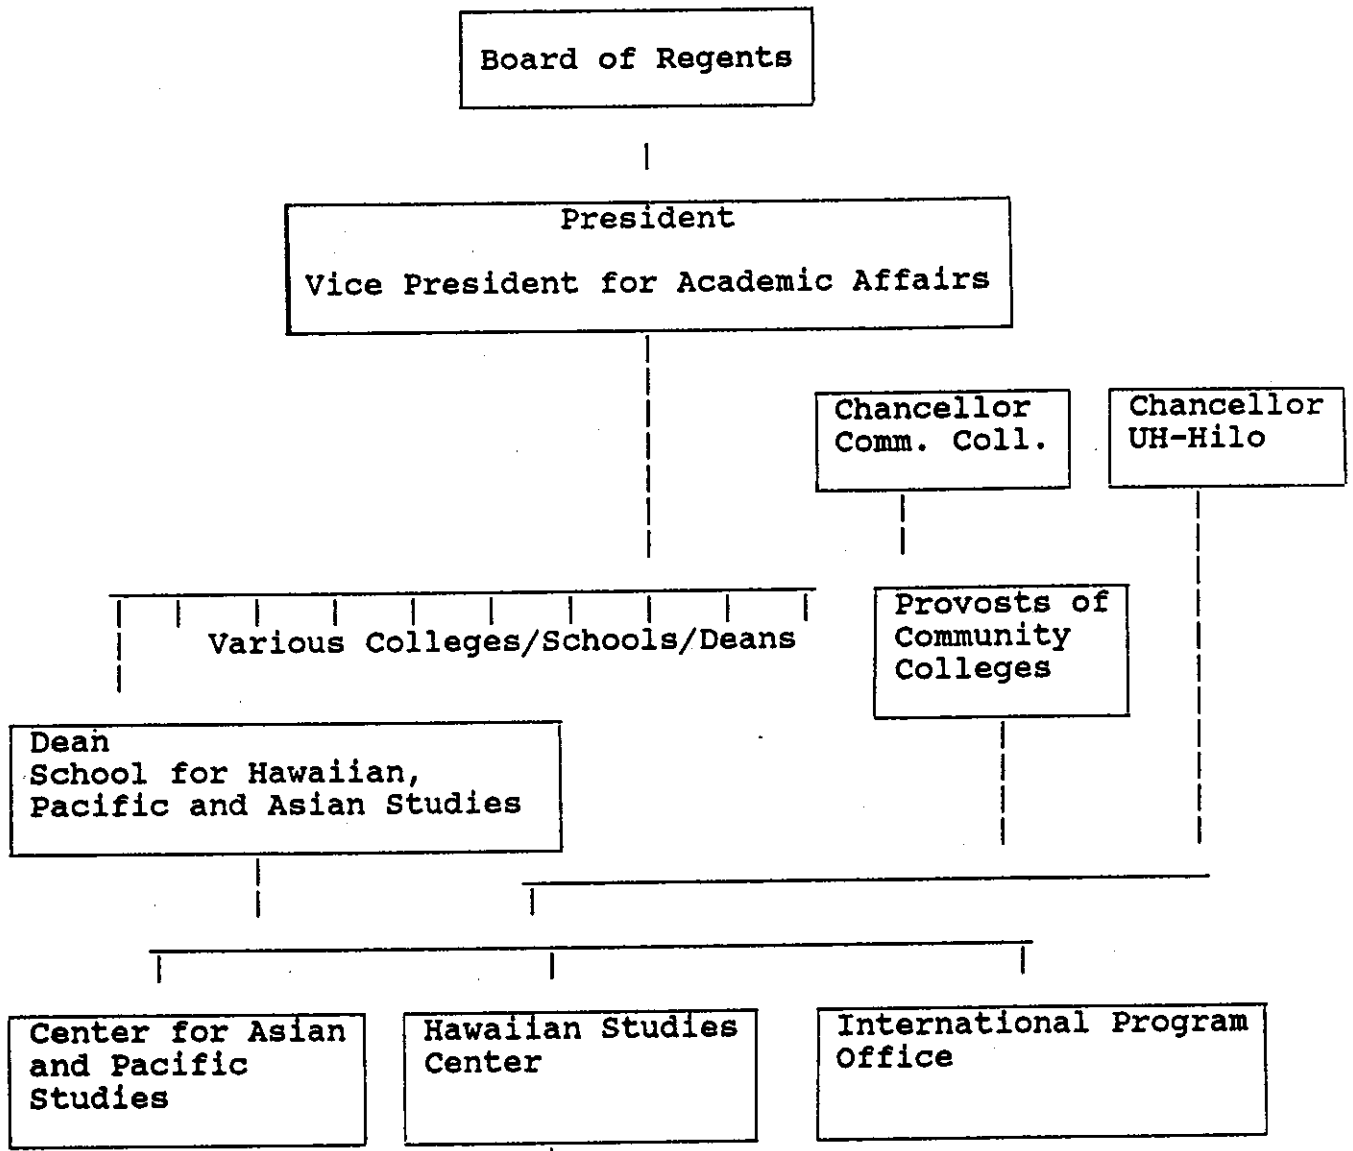 Board of Regents
President
Vice President for Academic Affairs
Chancellor
Comm. Coll.
Chancellor
UH-Hilo
Various Colleges/Schools/Deans
Provosts of
Community
Colleges
Dean
School for Hawaiian,
Pacific and Asian Studies
Center for Asian
and Pacific
Studies
Hawaiian Studies
Center
International Program
Office